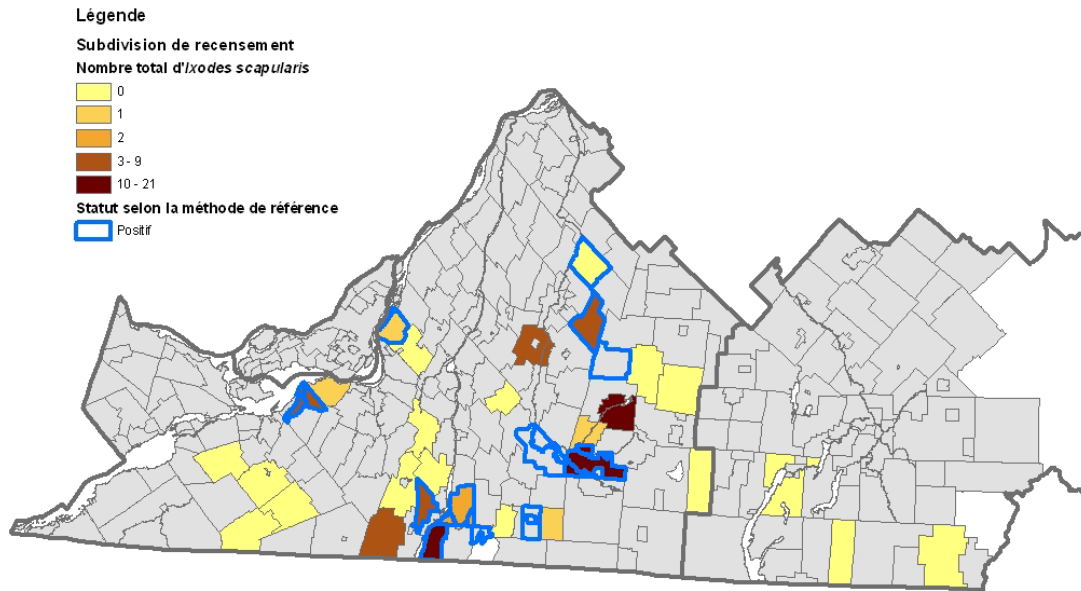 Légende
Subdivision de recensement
Nombre total d'Ixodes scapularis
0
1
2
3 - 9
10 - 21
Statut selon la méthode de référence
Positif